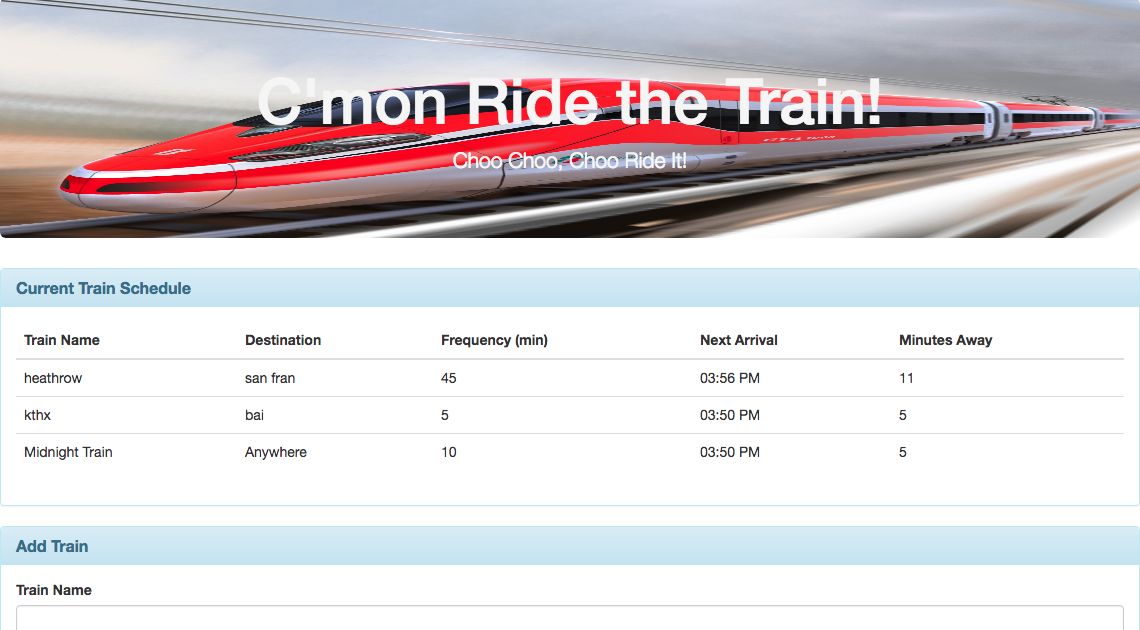 C'mon Ride the Train!
Choo Choo, Choo Ride It!
Current Train Schedule
Train Name Destination Frequency (min) Next Arrival Minutes Away
heathrow san fran 45 03:56 PM 11
kthx bai 5 03:50 PM 5
Midnight Train Anywhere 10 03:50 PM 5
Add Train
Train Name